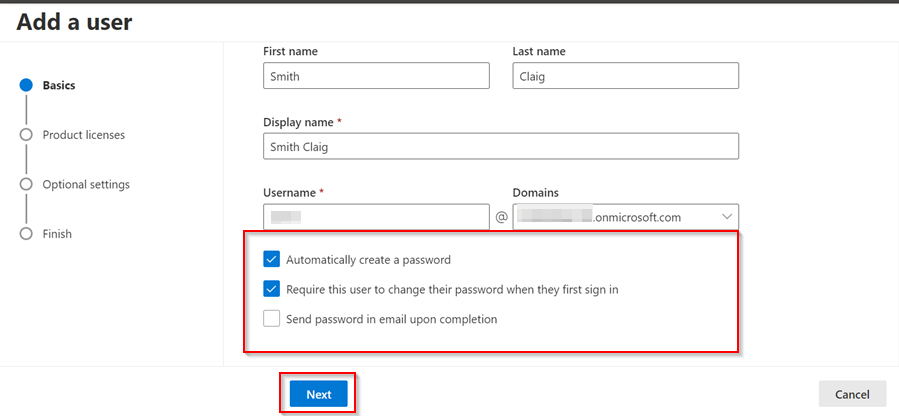 Add a user
Basics
Product licenses
Optional settings
Finish
First name
Last name
Smith
Claig
Display name *
Smith Claig
Username *
Domains
@
.onmicrosoft.com
Automatically create a password
Require this user to change their password when they first sign in
Send password in email upon completion
Next
Cancel